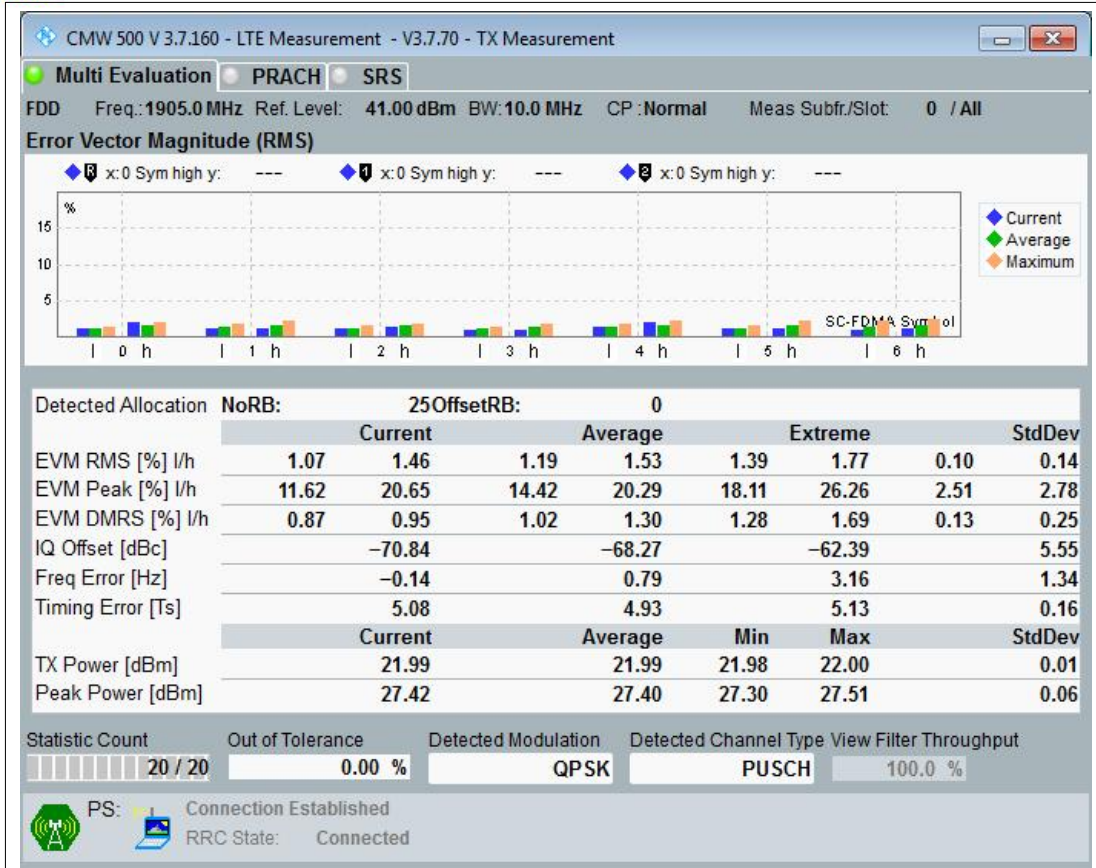 CMW 500 V 3.7.160 - LTE Measurement - V3.7.70 - TX Measurement
Multi Evaluation PRACH SRS
FDD Freq.: 1905.0 MHz Ref. Level: 41.00 dBm BW: 10.0 MHz CP : Normal Meas Subfr./Slot: 0 / All
Error Vector Magnitude (RMS)
R x: 0 Sym high y: --- 1 x: 0 Sym high y: --- 2 x: 0 Sym high y: ---
%
15
10
5
Current
Average
Maximum
SC-FDMA Symbol
l 0 h l 1 h l 2 h l 3 h l 4 h l 5 h l 6 h
Detected Allocation NoRB: 25 OffsetRB: 0
Current Average Extreme StdDev
EVM RMS [%] l/h 1.07 1.46 1.19 1.53 1.39 1.77 0.10 0.14
EVM Peak [%] l/h 11.62 20.65 14.42 20.29 18.11 26.26 2.51 2.78
EVM DMRS [%] l/h 0.87 0.95 1.02 1.30 1.28 1.69 0.13 0.25
IQ Offset [dBc] −70.84 −68.27 −62.39 5.55
Freq Error [Hz] −0.14 0.79 3.16 1.34
Timing Error [Ts] 5.08 4.93 5.13 0.16
Current Average Min Max StdDev
TX Power [dBm] 21.99 21.99 21.98 22.00 0.01
Peak Power [dBm] 27.42 27.40 27.30 27.51 0.06
Statistic Count Out of Tolerance Detected Modulation Detected Channel Type View Filter Throughput
20 / 20 0.00 % QPSK PUSCH 100.0 %
PS: Connection Established
RRC State: Connected